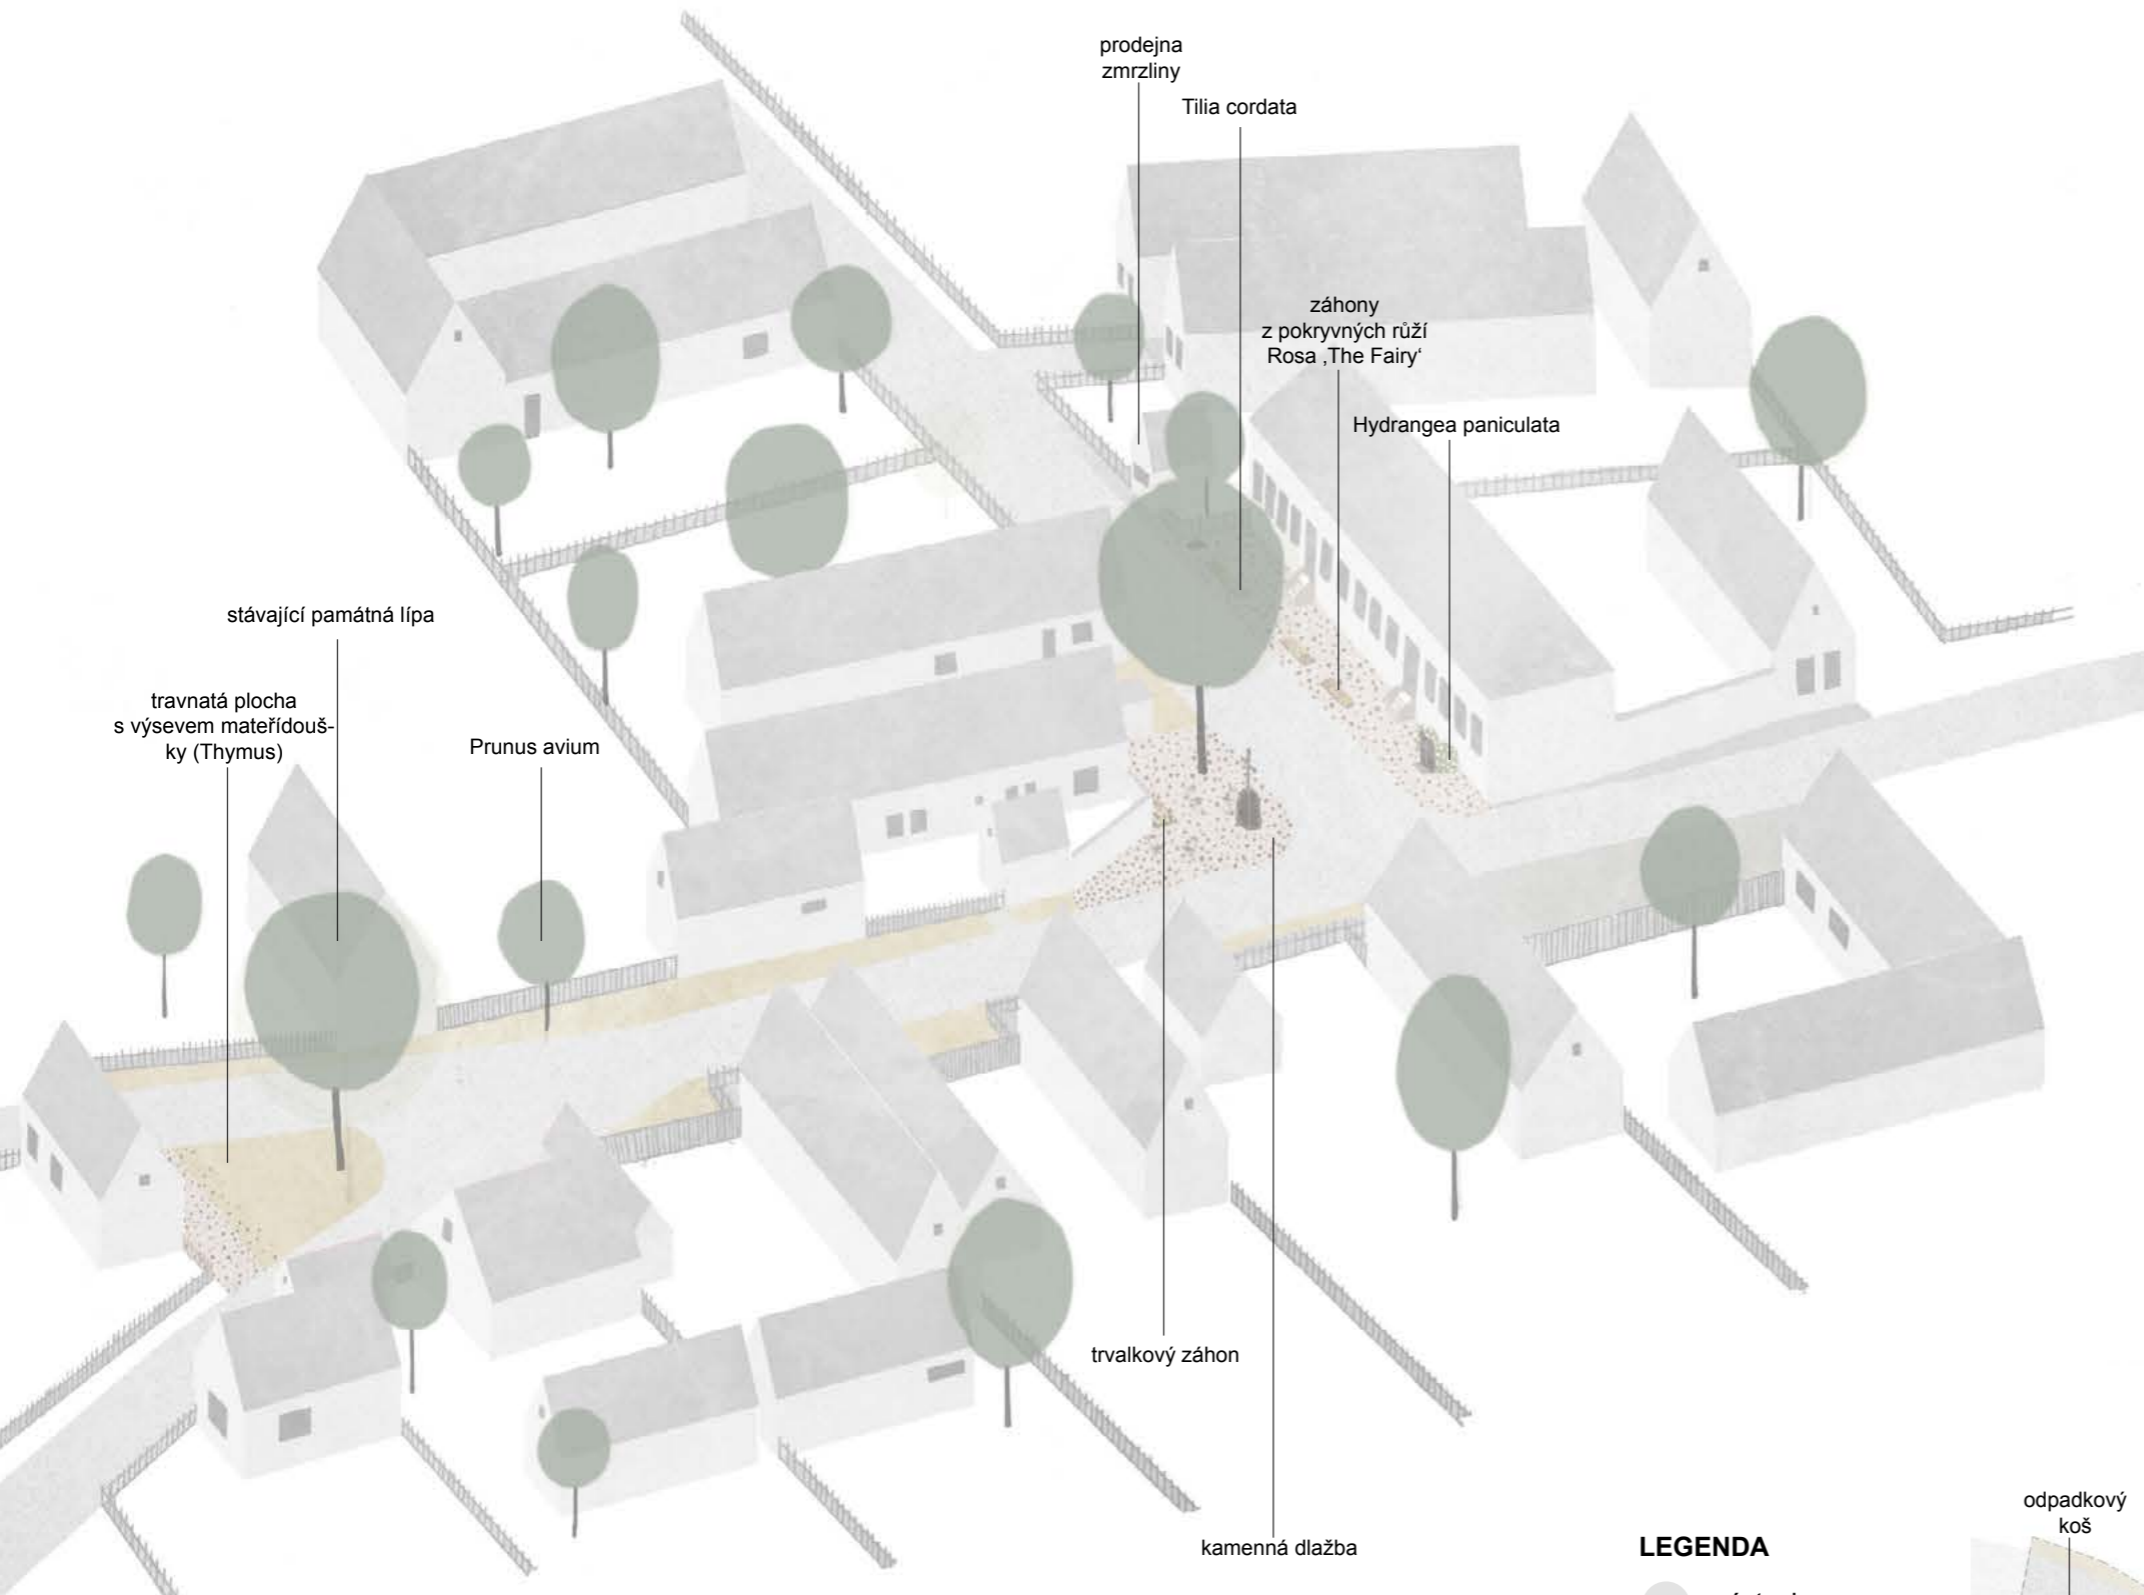 prodejna
zmrzliny
Tilia cordata
záhony
z pokryvných růží
Rosa ‚The Fairy‘
Hydrangea paniculata
stávající památná lípa
travnatá plocha
s výsevem mateřídouš-
ky (Thymus)
Prunus avium
trvalkový záhon
kamenná dlažba
odpadkový
koš
LEGENDA